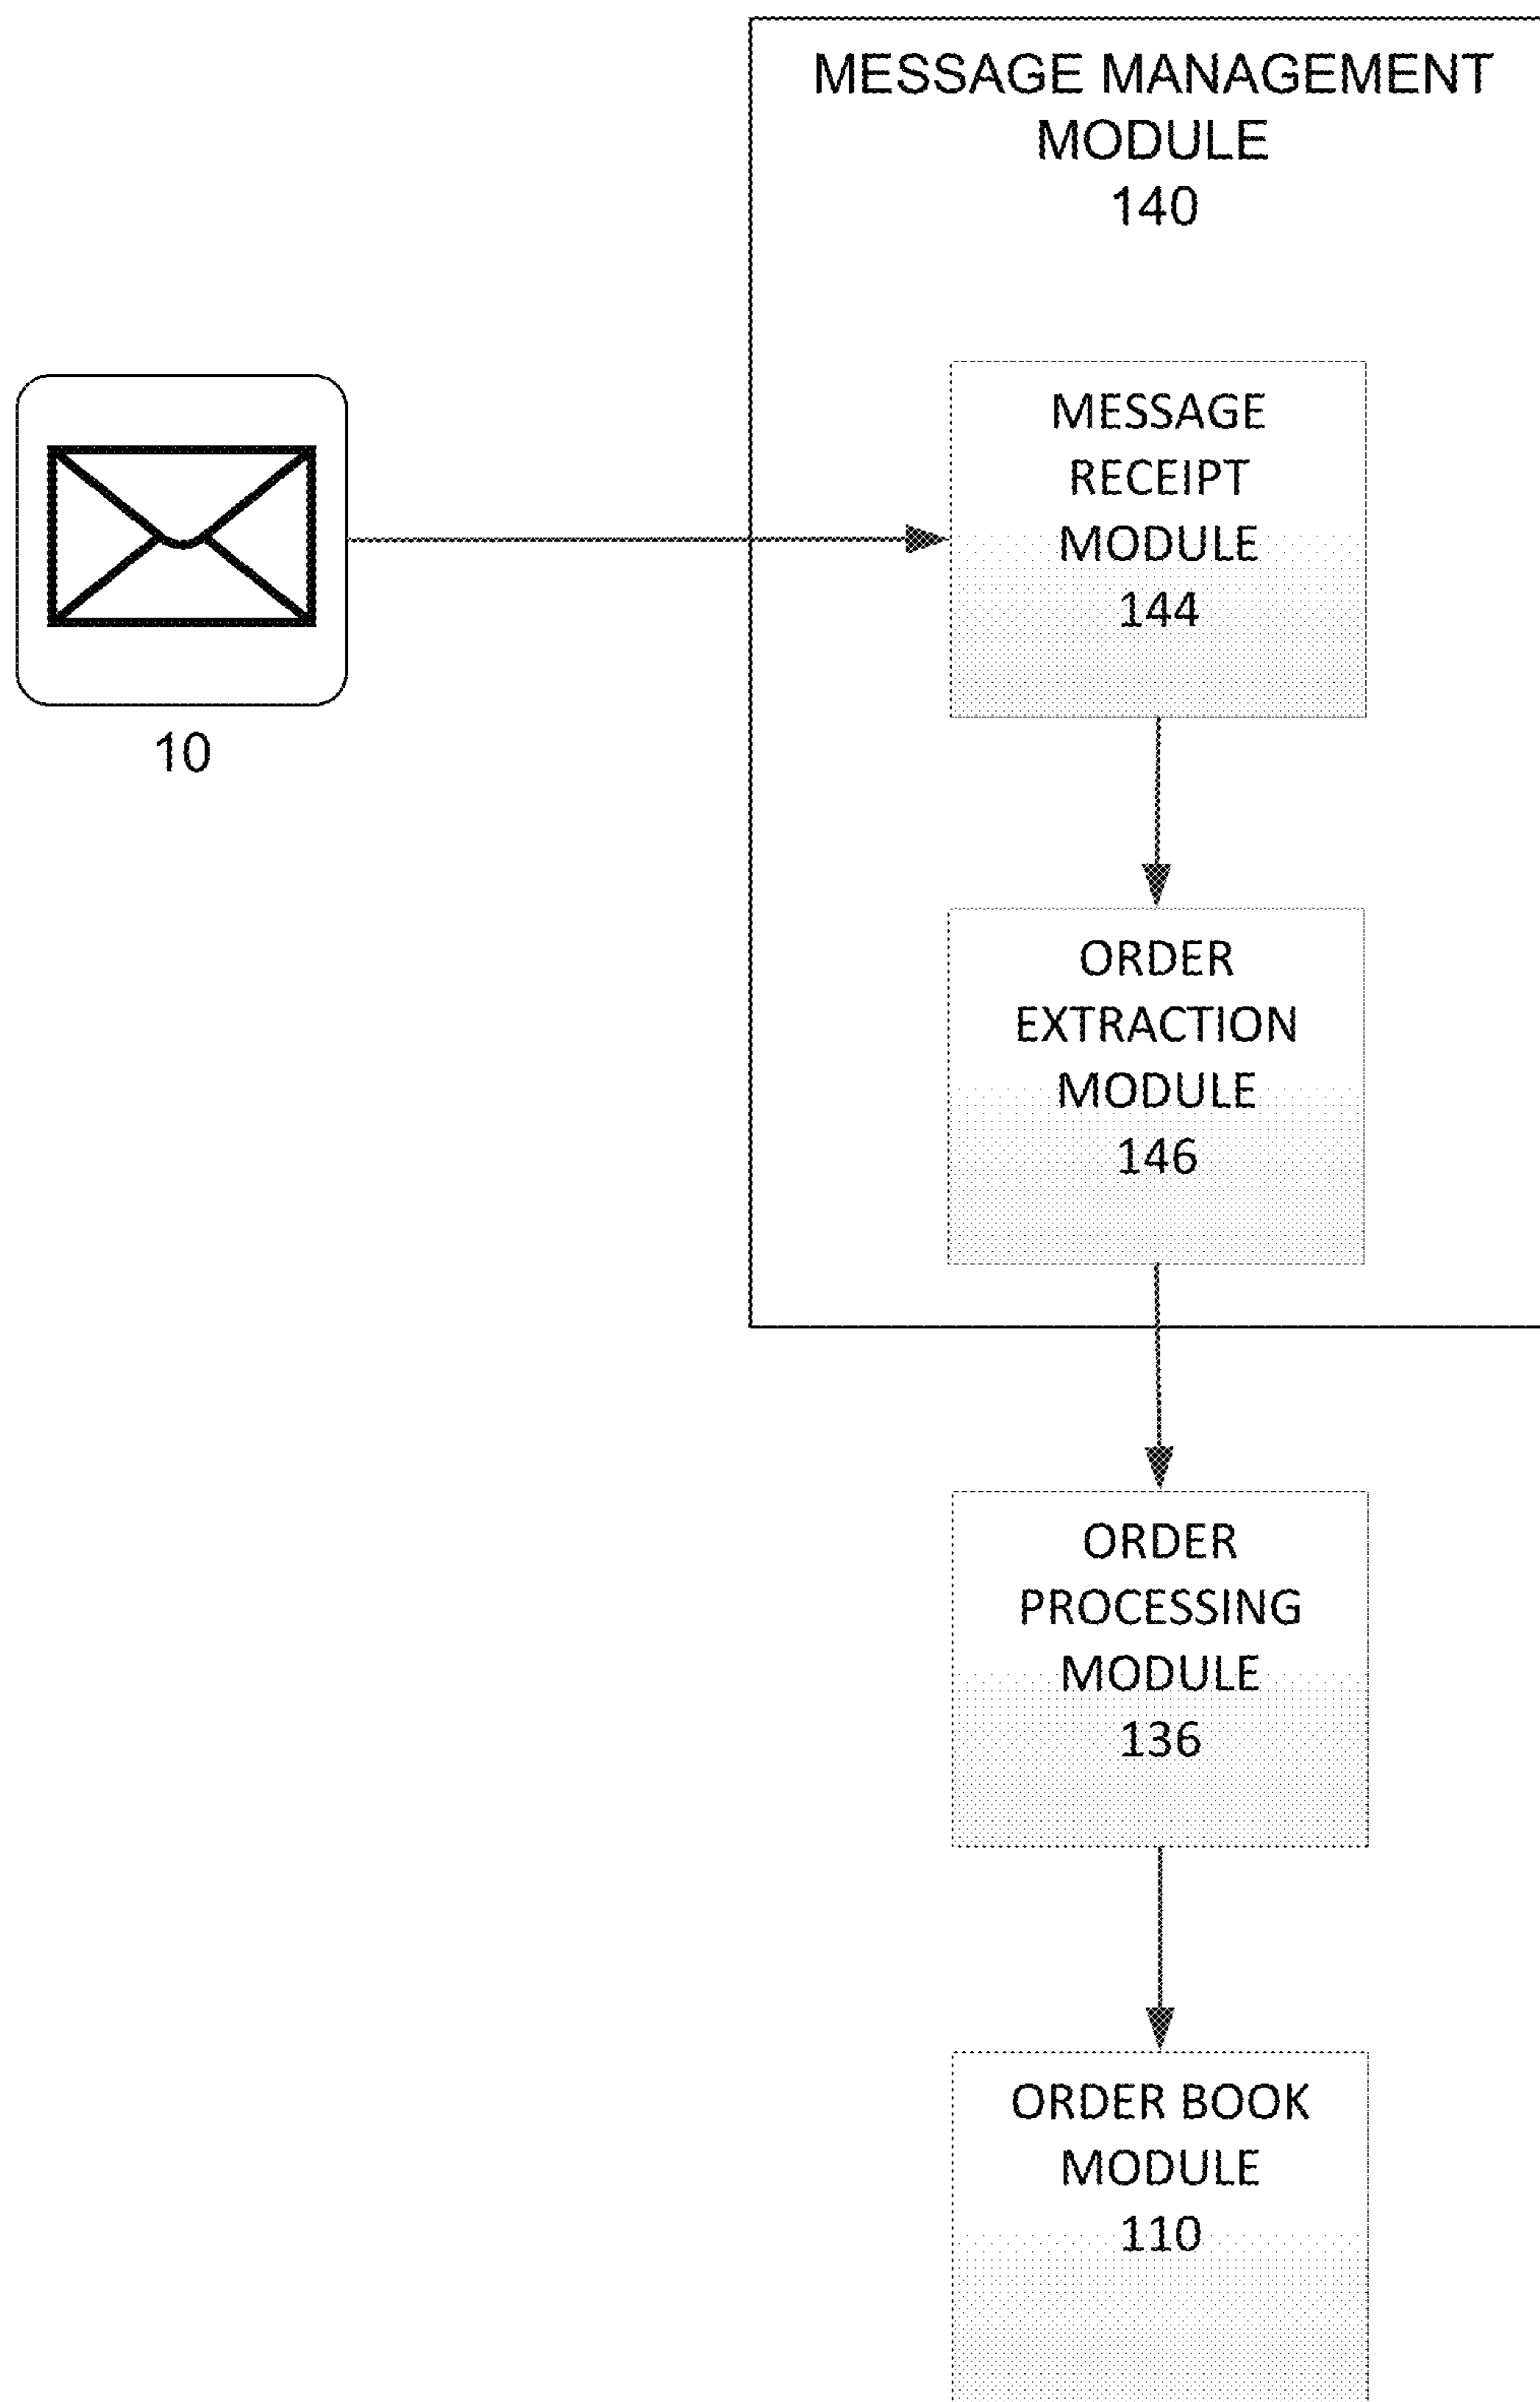 MESSAGE MANAGEMENT
MODULE
140
MESSAGE
RECEIPT
MODULE
144
10
ORDER
EXTRACTION
MODULE
146
ORDER
PROCESSING
MODULE
136
ORDER BOOK
MODULE
110